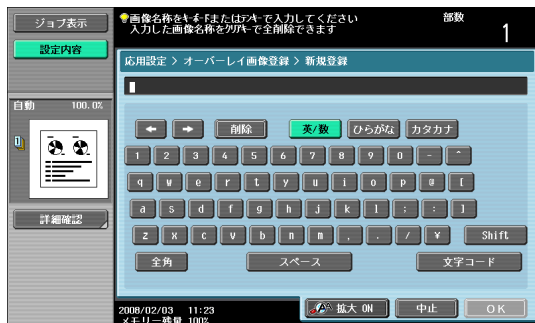 ジョブ表示
設定内容
画像名称をｷｰﾎﾞｰﾄﾞまたはﾃﾝｷｰで入力してください
入力した画像名称をｸﾘｱｷｰで全削除できます
部数
1
応用設定 > オーバーレイ画像登録 > 新規登録
自動 100.0%
← → 削除 英/数 ひらがな カタカナ
1 2 3 4 5 6 7 8 9 0 - ^
q w e r t y u i o p @ [
a s d f g h j k l ; : ]
z x c v b n m , . / ¥ Shift
全角 スペース 文字コード
詳細確認
2008/02/03 11:23
メモリー残量 100%
拡大 ON 中止 OK